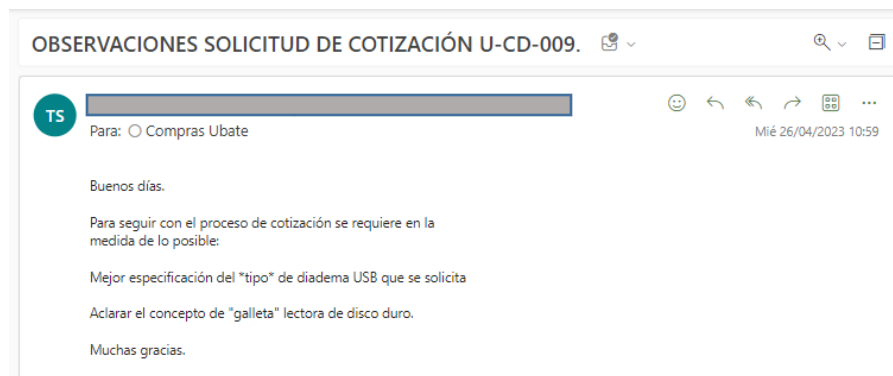 OBSERVACIONES SOLICITUD DE COTIZACIÓN U-CD-009.
TS
Para: Compras Ubate
Mié 26/04/2023 10:59
Buenos días.
Para seguir con el proceso de cotización se requiere en la
medida de lo posible:
Mejor especificación del *tipo* de diadema USB que se solicita
Aclarar el concepto de "galleta" lectora de disco duro.
Muchas gracias.